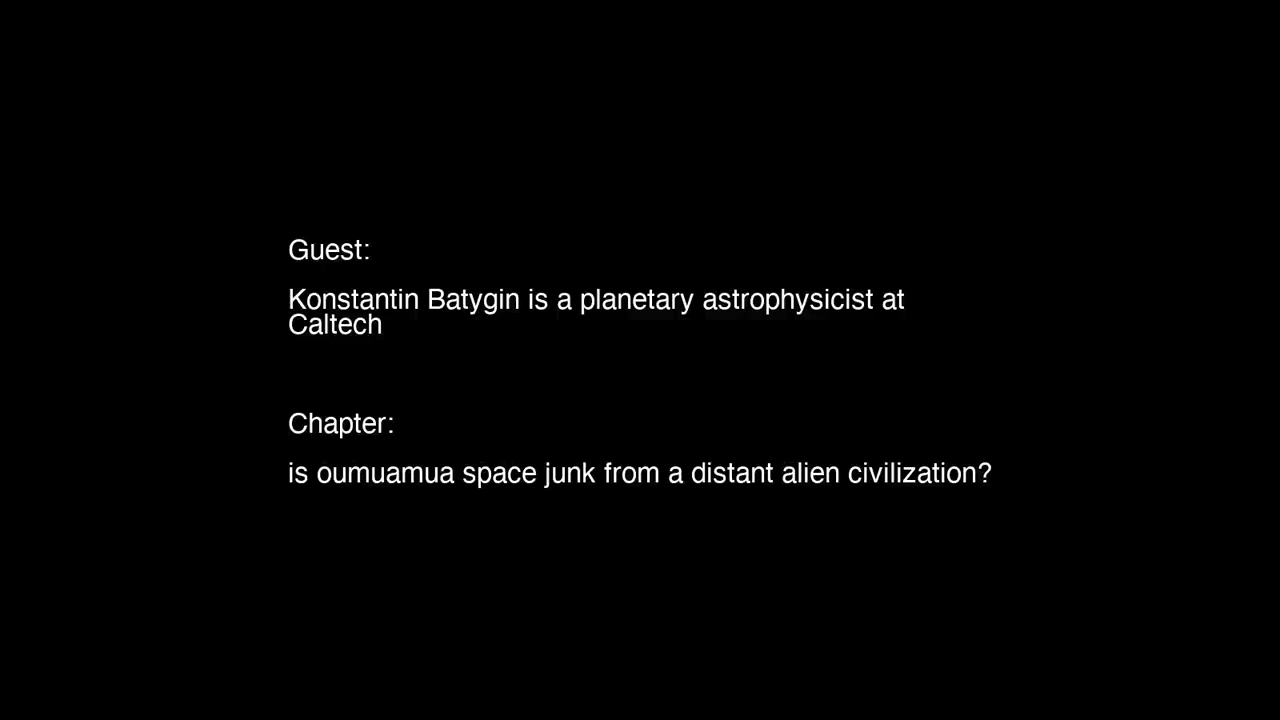 Guest:
Konstantin Batygin is a planetary astrophysicist at
Caltech
Chapter:
is oumuamua space junk from a distant alien civilization?